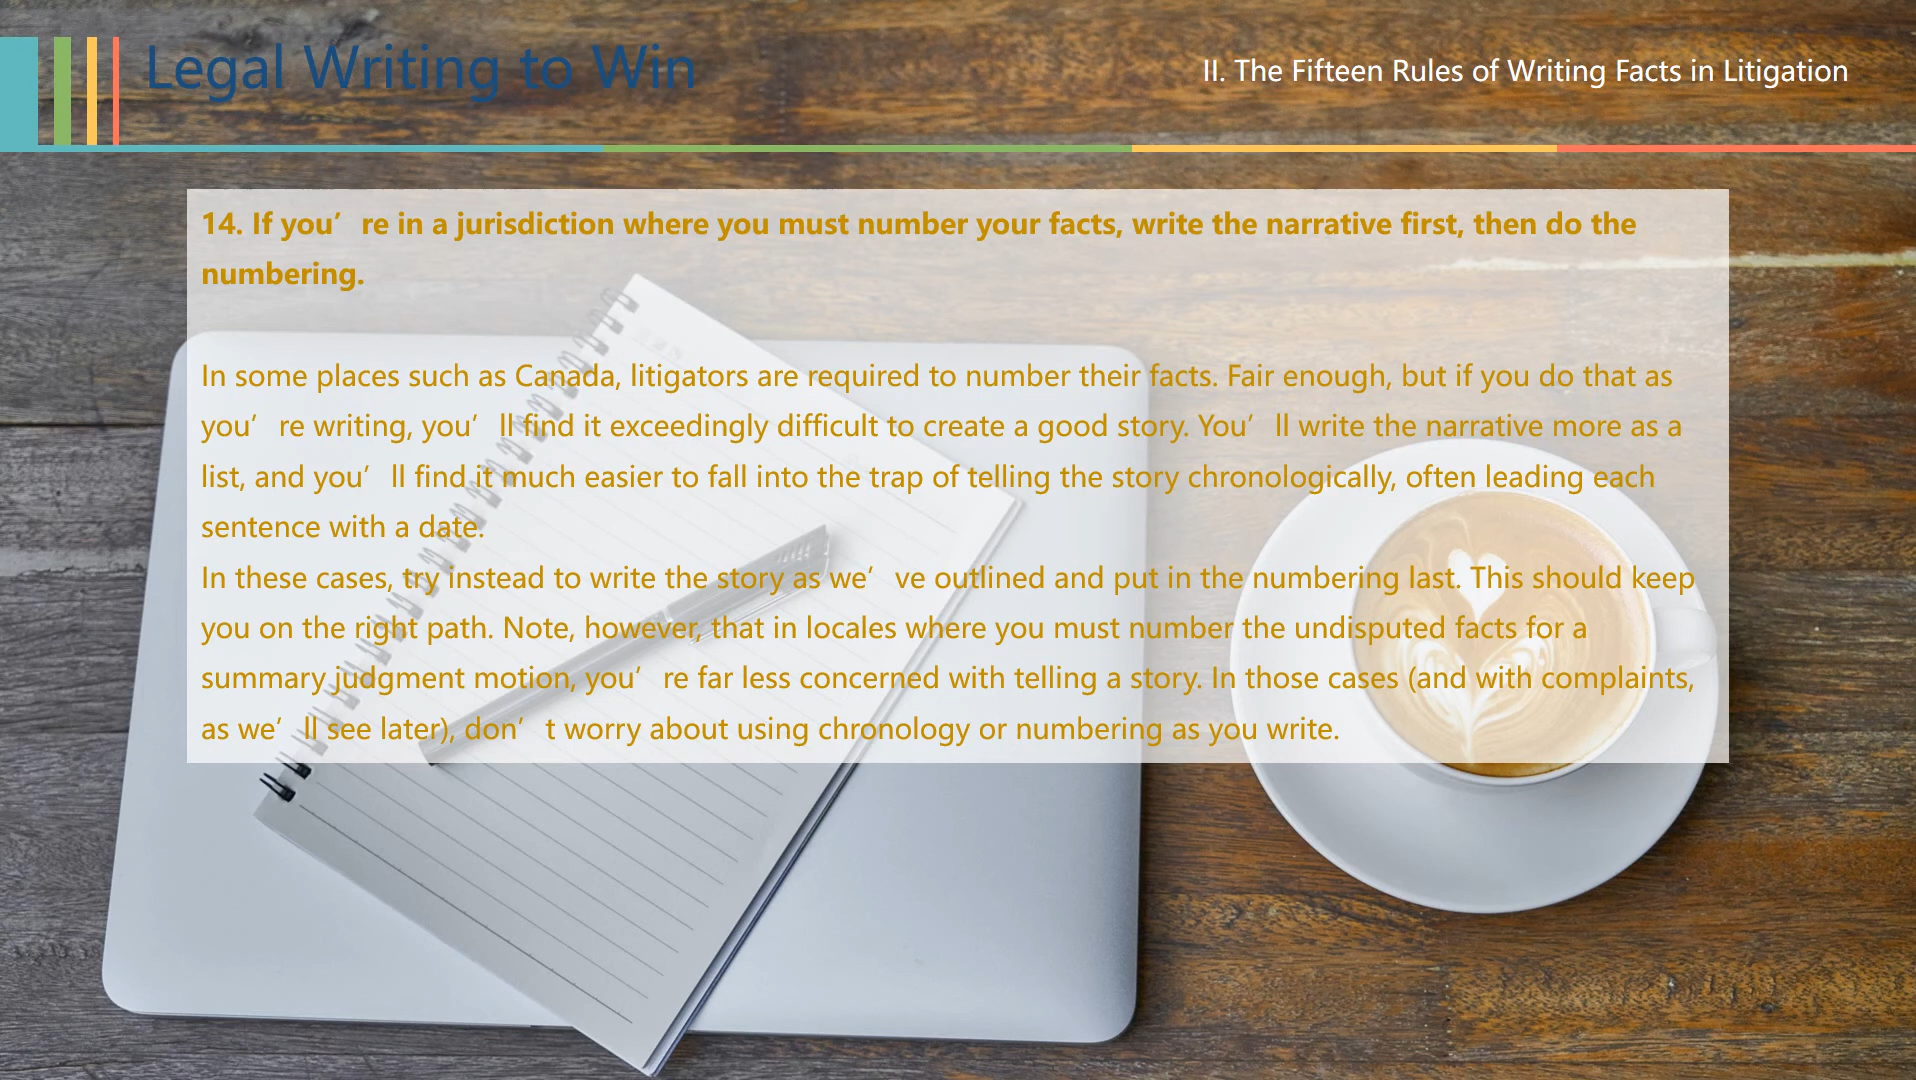 Legal Writing to Win
II. The Fifteen Rules of Writing Facts in Litigation
14. If you’re in a jurisdiction where you must number your facts, write the narrative first, then do the
numbering.
In some places such as Canada, litigators are required to number their facts. Fair enough, but if you do that as
you’re writing, you’ll find it exceedingly difficult to create a good story. You’ll write the narrative more as a
list, and you’ll find it much easier to fall into the trap of telling the story chronologically, often leading each
sentence with a date.
In these cases, try instead to write the story as we’ve outlined and put in the numbering last. This should keep
you on the right path. Note, however, that in locales where you must number the undisputed facts for a
summary judgment motion, you’re far less concerned with telling a story. In those cases (and with complaints,
as we’ll see later), don’t worry about using chronology or numbering as you write.